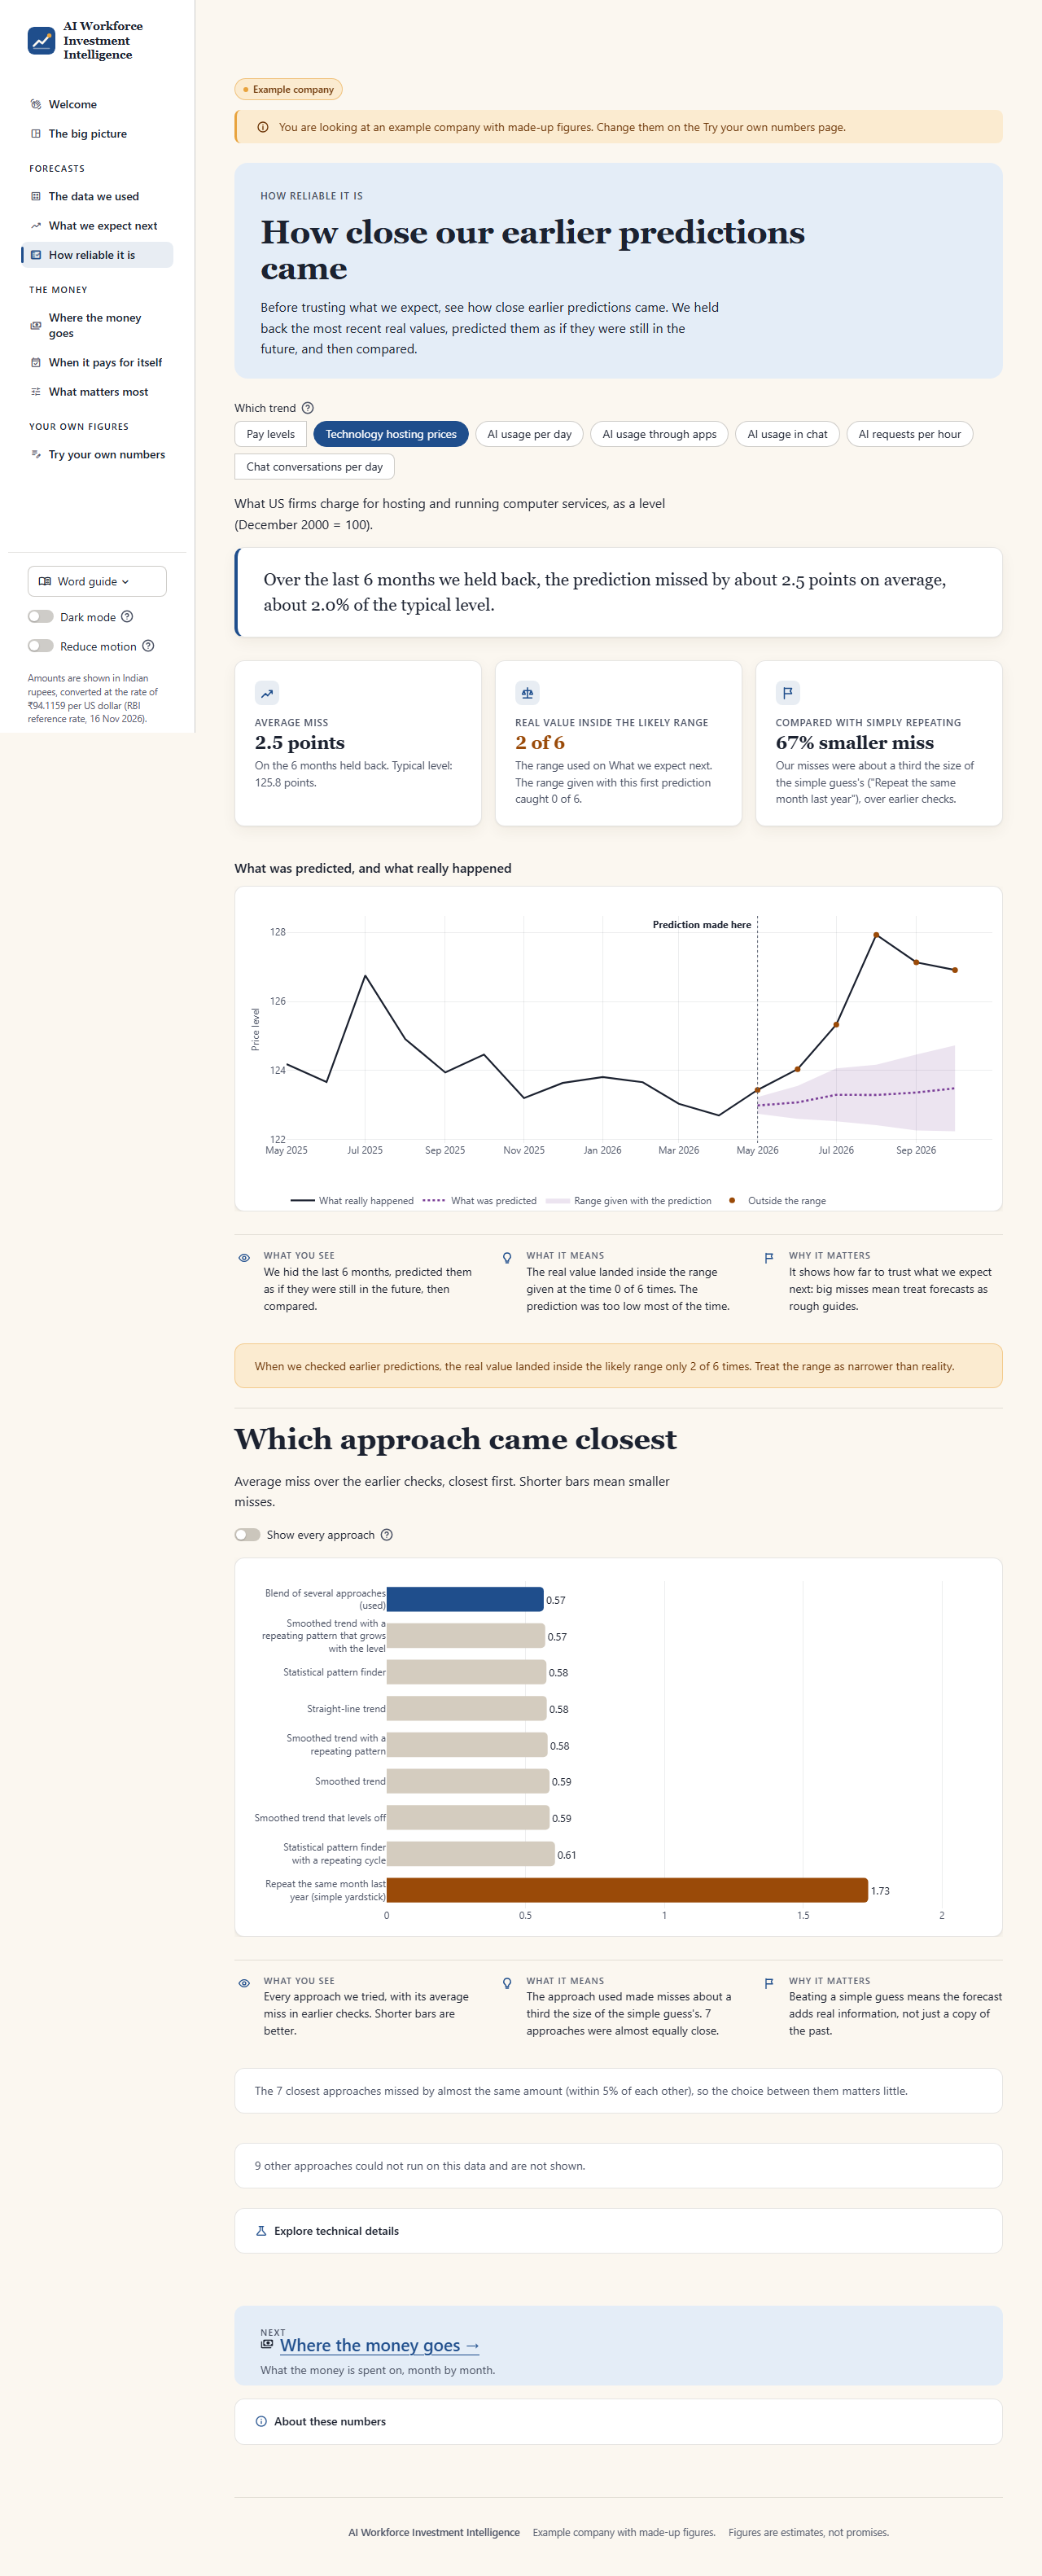 AI Workforce
Investment
Intelligence
Welcome
The big picture
FORECASTS
The data we used
What we expect next
How reliable it is
THE MONEY
Where the money
goes
When it pays for itself
What matters most
YOUR OWN FIGURES
Try your own numbers
Word guide
Dark mode
Reduce motion
Amounts are shown in Indian
rupees, converted at the rate of
₹94.1159 per US dollar (RBI
reference rate, 16 Nov 2026).
Example company
You are looking at an example company with made-up figures. Change them on the Try your own numbers page.
HOW RELIABLE IT IS
How close our earlier predictions
came
Before trusting what we expect, see how close earlier predictions came. We held
back the most recent real values, predicted them as if they were still in the
future, and then compared.
Which trend
Pay levels
Technology hosting prices
AI usage per day
AI usage through apps
AI usage in chat
AI requests per hour
Chat conversations per day
What US firms charge for hosting and running computer services, as a level
(December 2000 = 100).
Over the last 6 months we held back, the prediction missed by about 2.5 points on average,
about 2.0% of the typical level.
AVERAGE MISS
2.5 points
On the 6 months held back. Typical level:
125.8 points.
REAL VALUE INSIDE THE LIKELY RANGE
2 of 6
The range used on What we expect next.
The range given with this first prediction
caught 0 of 6.
COMPARED WITH SIMPLY REPEATING
67% smaller miss
Our misses were about a third the size of
the simple guess's ("Repeat the same
month last year"), over earlier checks.
What was predicted, and what really happened
Prediction made here
128
126
124
122
Price level
May 2025
Jul 2025
Sep 2025
Nov 2025
Jan 2026
Mar 2026
May 2026
Jul 2026
Sep 2026
What really happened
What was predicted
Range given with the prediction
Outside the range
WHAT YOU SEE
We hid the last 6 months, predicted them
as if they were still in the future, then
compared.
WHAT IT MEANS
The real value landed inside the range
given at the time 0 of 6 times. The
prediction was too low most of the time.
WHY IT MATTERS
It shows how far to trust what we expect
next: big misses mean treat forecasts as
rough guides.
When we checked earlier predictions, the real value landed inside the likely range only 2 of 6 times. Treat the range as narrower than reality.
Which approach came closest
Average miss over the earlier checks, closest first. Shorter bars mean smaller
misses.
Show every approach
Blend of several approaches
(used)
0.57
Smoothed trend with a
repeating pattern that grows
with the level
0.57
Statistical pattern finder
0.58
Straight-line trend
0.58
Smoothed trend with a
repeating pattern
0.58
Smoothed trend
0.59
Smoothed trend that levels off
0.59
Statistical pattern finder
with a repeating cycle
0.61
Repeat the same month last
year (simple yardstick)
1.73
0
0.5
1
1.5
2
WHAT YOU SEE
Every approach we tried, with its average
miss in earlier checks. Shorter bars are
better.
WHAT IT MEANS
The approach used made misses about a
third the size of the simple guess's. 7
approaches were almost equally close.
WHY IT MATTERS
Beating a simple guess means the forecast
adds real information, not just a copy of
the past.
The 7 closest approaches missed by almost the same amount (within 5% of each other), so the choice between them matters little.
9 other approaches could not run on this data and are not shown.
Explore technical details
NEXT
Where the money goes →
What the money is spent on, month by month.
About these numbers
AI Workforce Investment Intelligence Example company with made-up figures. Figures are estimates, not promises.